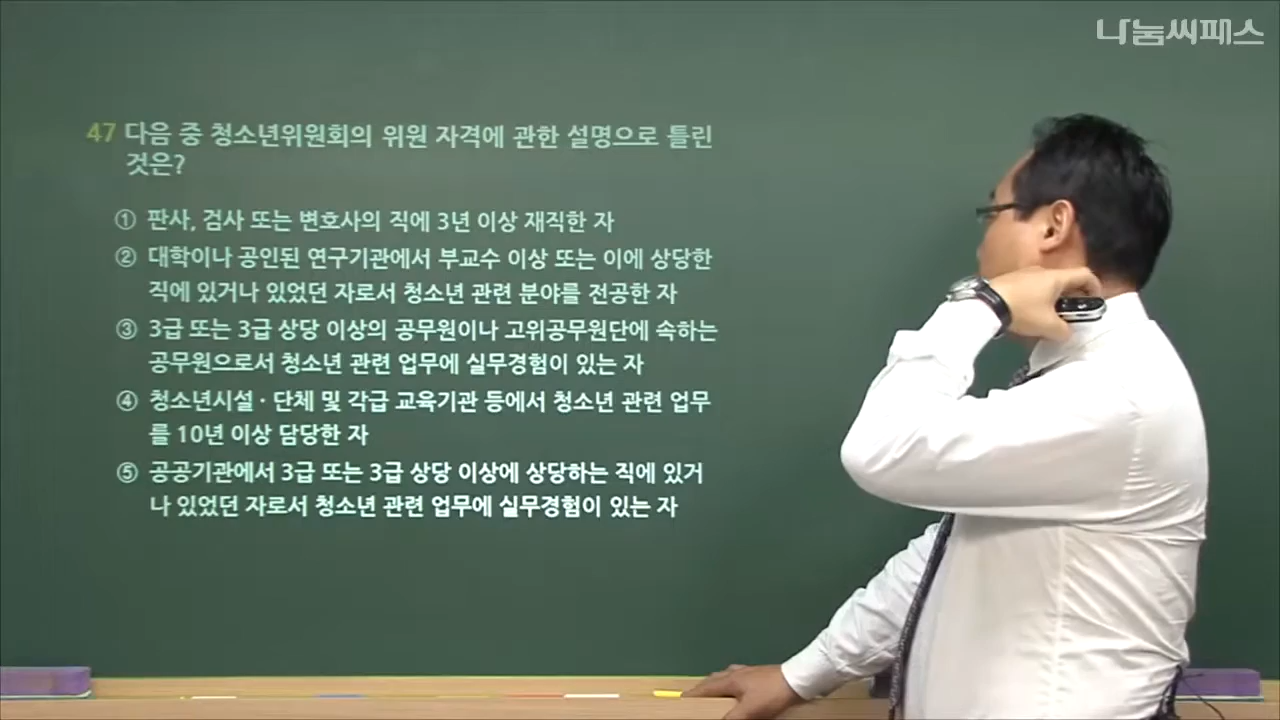 나눔씨패스
47 다음 중 청소년위원회의 위원 자격에 관한 설명으로 틀린
것은?
① 판사, 검사 또는 변호사의 직에 3년 이상 재직한 자
② 대학이나 공인된 연구기관에서 부교수 이상 또는 이에 상당한
직에 있거나 있었던 자로서 청소년 관련 분야를 전공한 자
③ 3급 또는 3급 상당 이상의 공무원이나 고위공무원단에 속하는
공무원으로서 청소년 관련 업무에 실무경험이 있는 자
④ 청소년시설 · 단체 및 각급 교육기관 등에서 청소년 관련 업무
를 10년 이상 담당한 자
⑤ 공공기관에서 3급 또는 3급 상당 이상에 상당하는 직에 있거
나 있었던 자로서 청소년 관련 업무에 실무경험이 있는 자